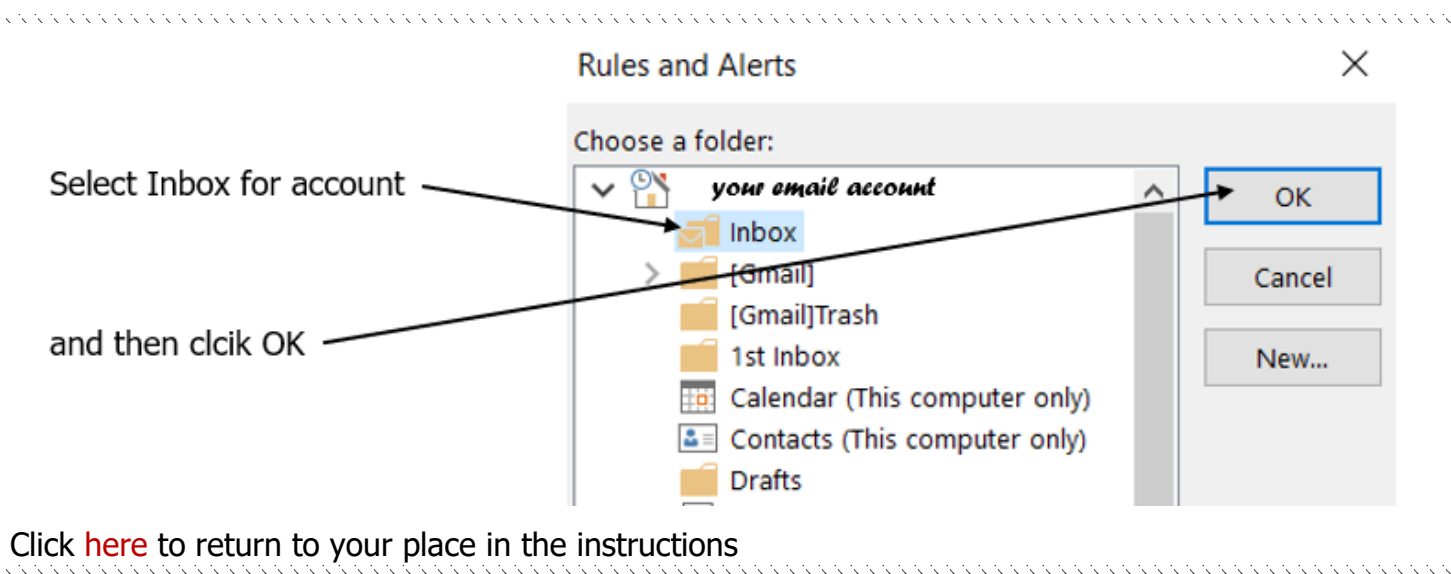 Rules and Alerts
Choose a folder:
Select Inbox for account
your email account
OK
Inbox
[Gmail]
Cancel
[Gmail]Trash
and then clcik OK
1st Inbox
New...
Calendar (This computer only)
Contacts (This computer only)
Drafts
Click here to return to your place in the instructions